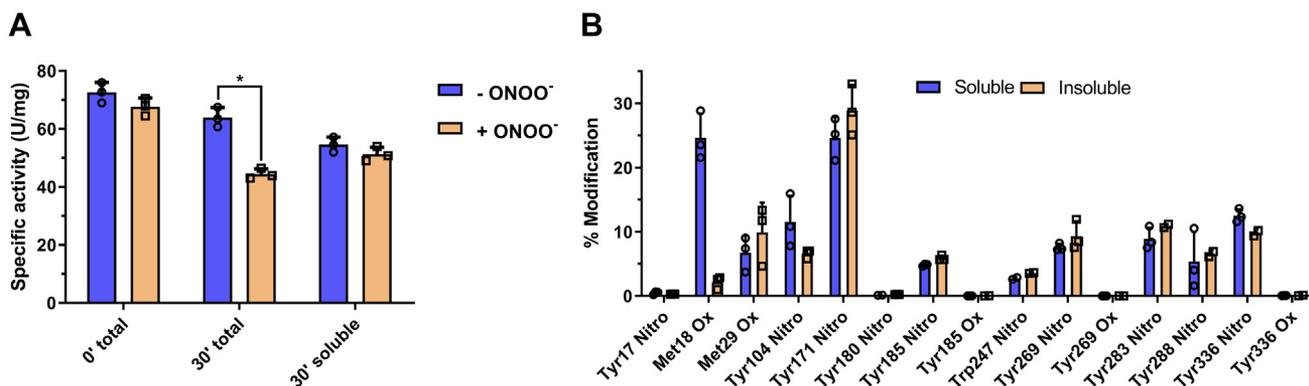 A
Specific activity (U/mg)
80
60
40
20
0
*
0' total
30' total
30' soluble
- ONOO⁻
+ ONOO⁻
B
% Modification
30
20
10
0
Soluble
Insoluble
Tyr17 Nitro
Met18 Ox
Met29 Ox
Tyr104 Nitro
Tyr171 Nitro
Tyr180 Nitro
Tyr185 Nitro
Tyr185 Ox
Trp247 Nitro
Tyr269 Nitro
Tyr269 Ox
Tyr283 Nitro
Tyr288 Nitro
Tyr336 Nitro
Tyr336 Ox